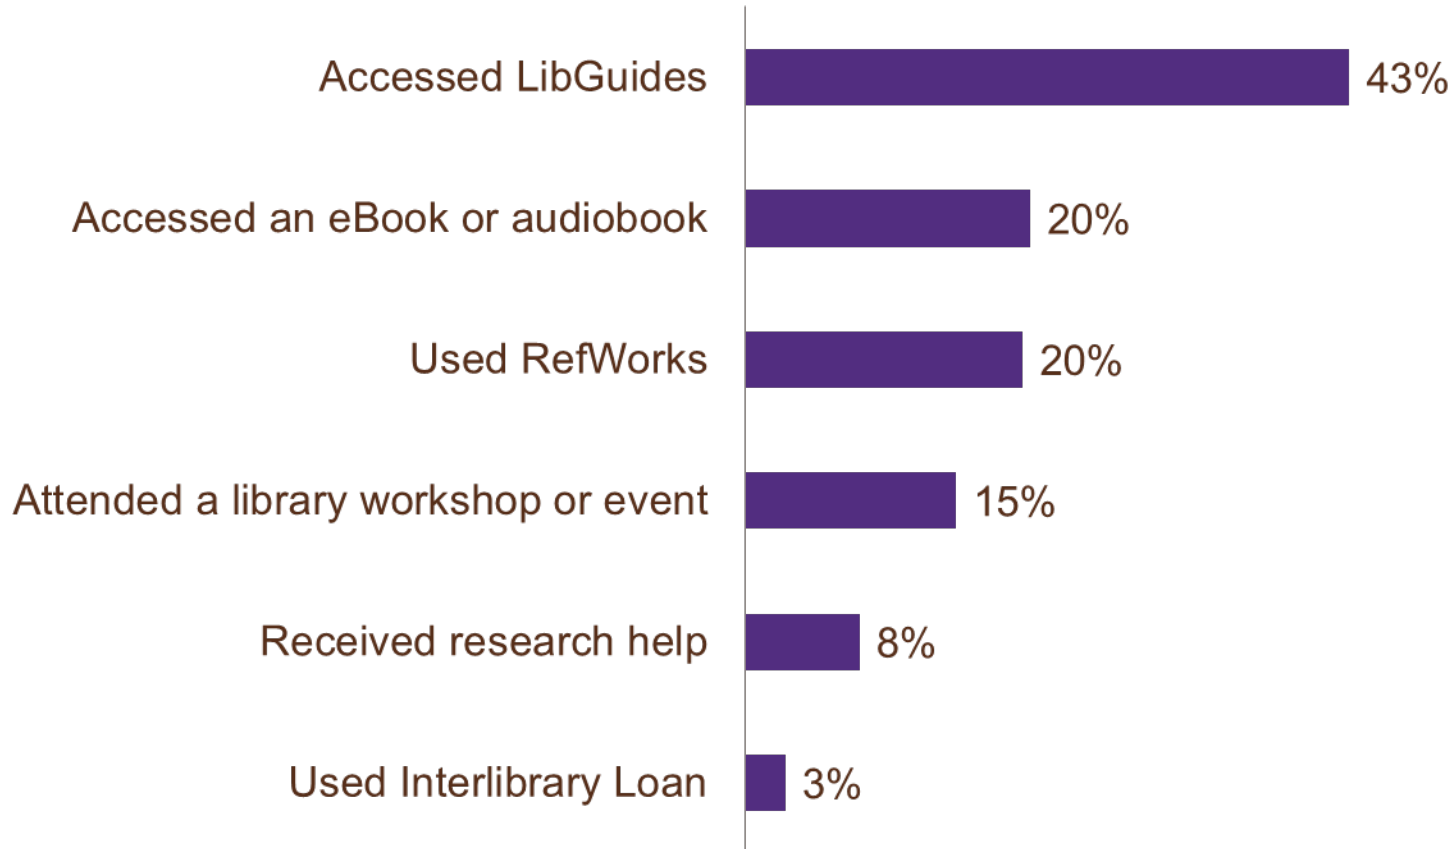 Accessed LibGuides 43%
Accessed an eBook or audiobook 20%
Used RefWorks 20%
Attended a library workshop or event 15%
Received research help 8%
Used Interlibrary Loan 3%